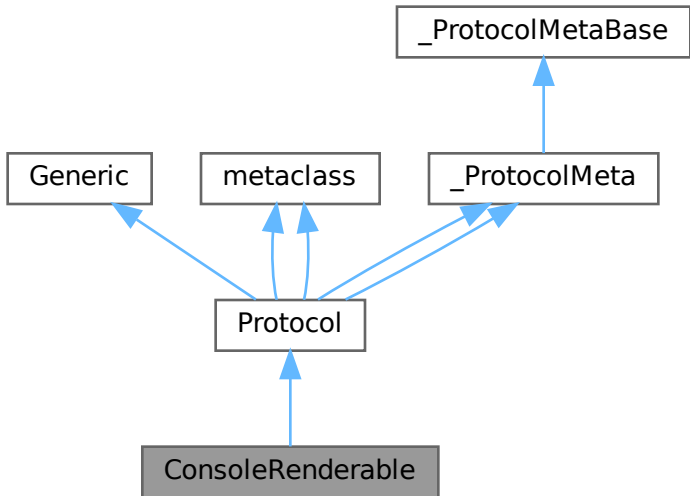 _ProtocolMetaBase
Generic
metaclass
_ProtocolMeta
Protocol
ConsoleRenderable